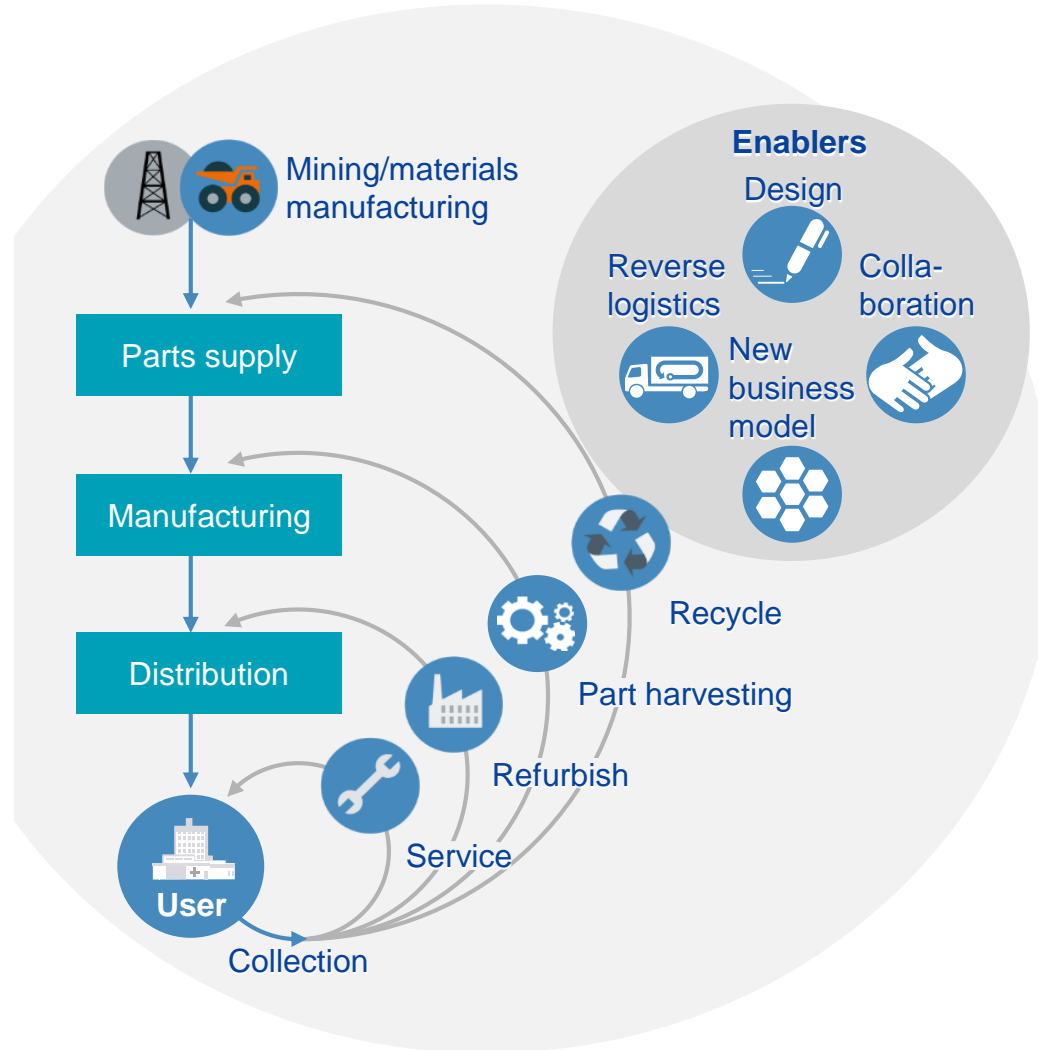 Mining/materials
manufacturing
Parts supply
Manufacturing
Distribution
User
Collection
Service
Refurbish
Part harvesting
Recycle
Enablers
Design
Reverse
logistics
Colla-
boration
New
business
model